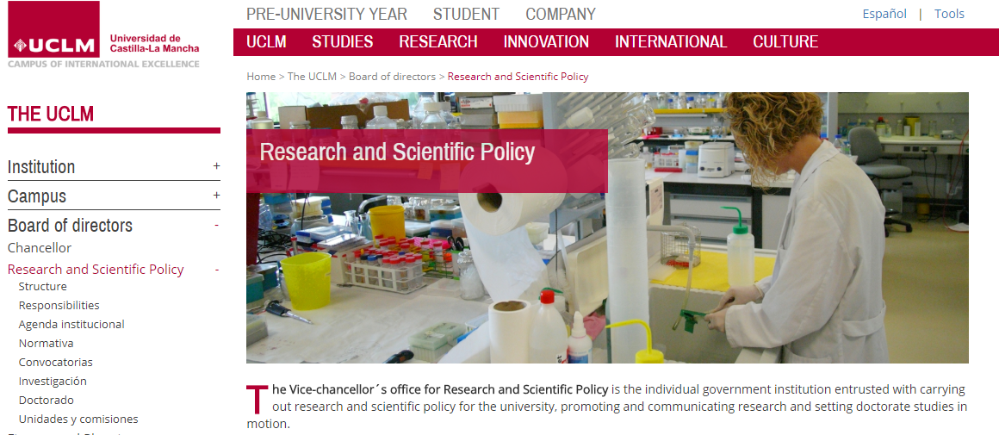 UCLM
Universidad de
Castilla-La Mancha
CAMPUS OF INTERNATIONAL EXCELLENCE
PRE-UNIVERSITY YEAR STUDENT COMPANY
Español | Tools
UCLM STUDIES RESEARCH INNOVATION INTERNATIONAL CULTURE
Home > The UCLM > Board of directors > Research and Scientific Policy
THE UCLM
Institution +
Campus +
Board of directors -
Chancellor
Research and Scientific Policy -
Structure
Responsibilities
Agenda institucional
Normativa
Convocatorias
Investigación
Doctorado
Unidades y comisiones
Research and Scientific Policy
The Vice-chancellor´s office for Research and Scientific Policy is the individual government institution entrusted with carrying
out research and scientific policy for the university, promoting and communicating research and setting doctorate studies in
motion.